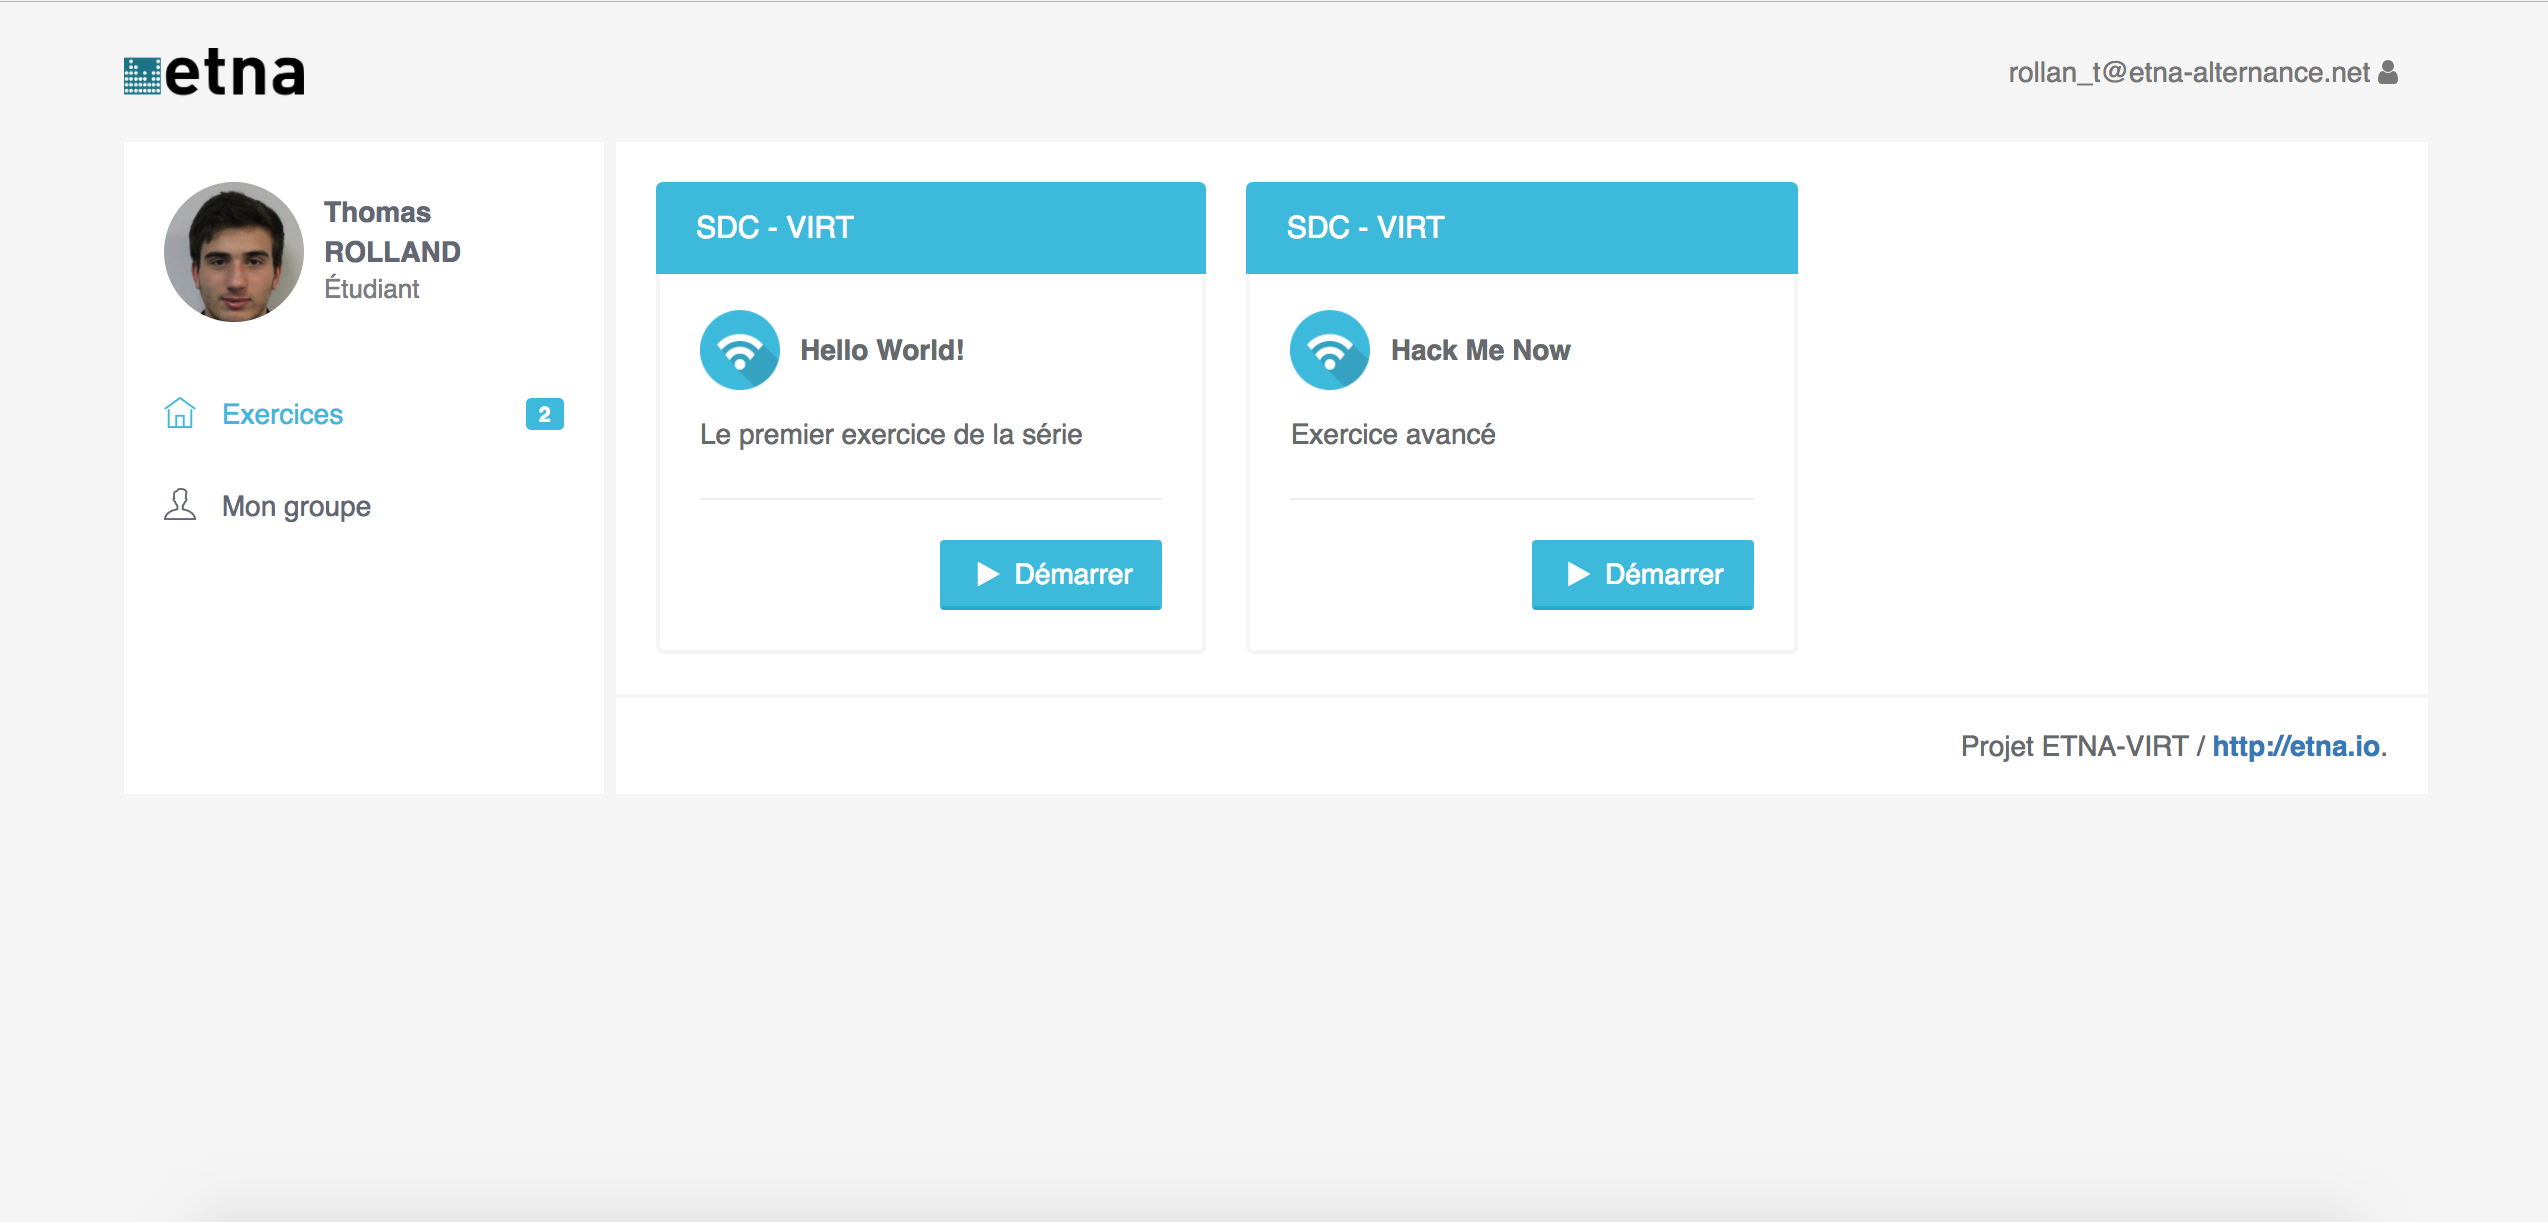 etna
rollan_t@etna-alternance.net
Thomas
ROLLAND
Étudiant
Exercices 2
Mon groupe
SDC - VIRT
Hello World!
Le premier exercice de la série
Démarrer
SDC - VIRT
Hack Me Now
Exercice avancé
Démarrer
Projet ETNA-VIRT / http://etna.io.